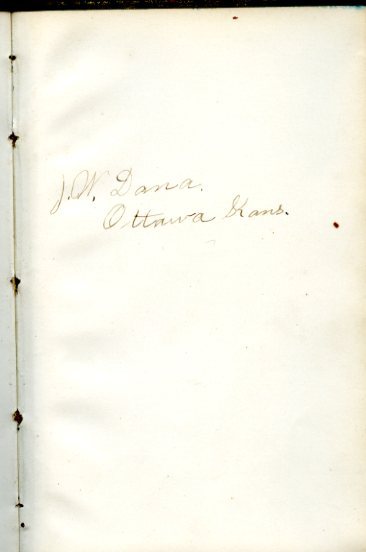 J. W. Dana.
Ottawa Kans.